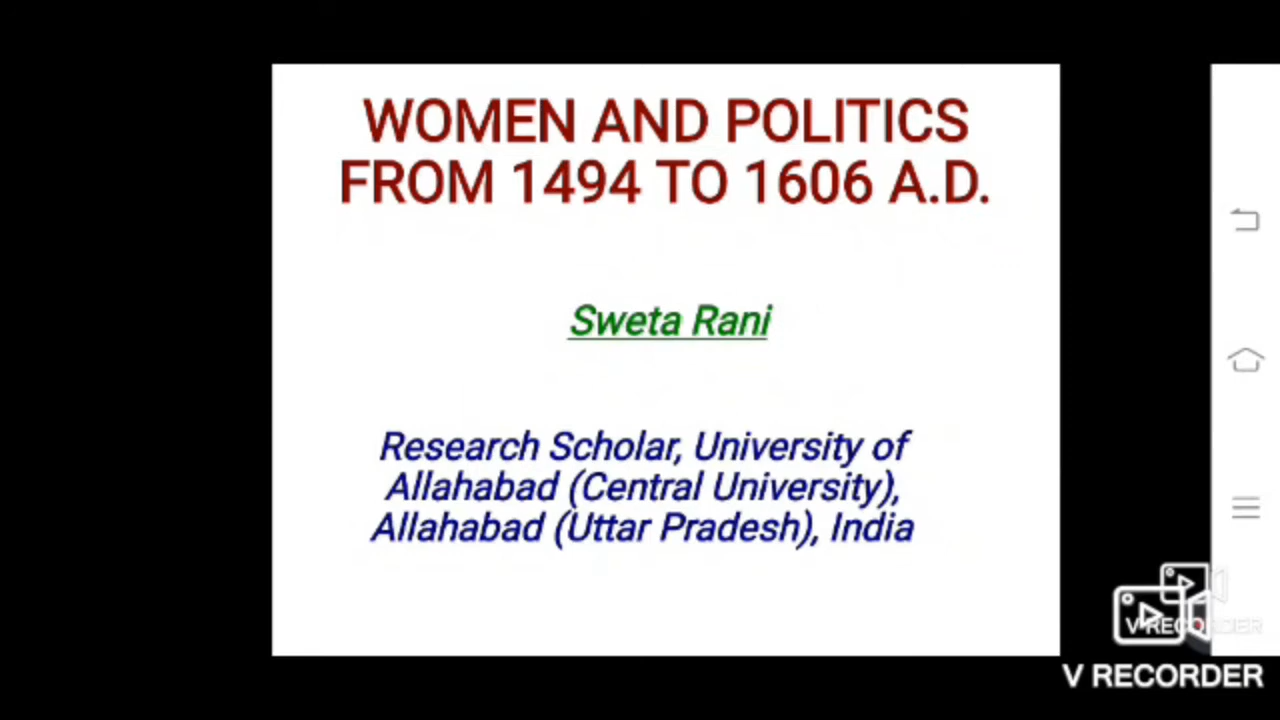 WOMEN AND POLITICS
FROM 1494 TO 1606 A.D.
Sweta Rani
Research Scholar, University of
Allahabad (Central University),
Allahabad (Uttar Pradesh), India
V RECORDER
V RECORDER